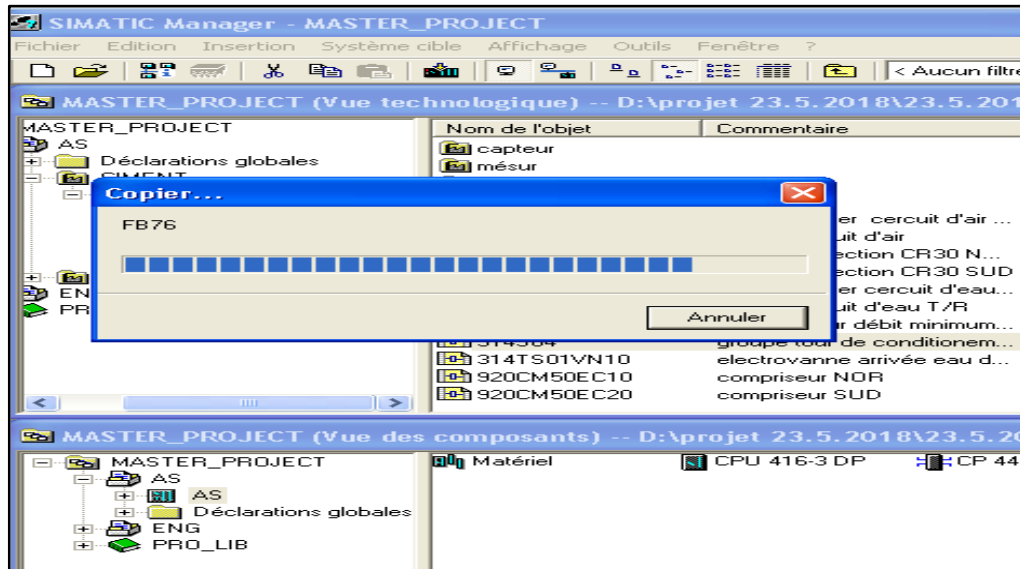 SIMATIC Manager - MASTER_PROJECT
Fichier Edition Insertion Système cible Affichage Outils Fenêtre ?
< Aucun filtre
MASTER_PROJECT (Vue technologique) -- D:\projet 23.5.2018\23.5.201
MASTER_PROJECT
AS
Déclarations globales
SIMENT
EN
PR
Nom de l'objet Commentaire
capteur
mésur
Copier...
FB76
Annuler
er cercuit d'air ...
uit d'air
ection CR30 N...
ection CR30 SUD
er cercuit d'eau...
uit d'eau T/R
r débit minimum...
groupe tour de conditionem...
314TS01VN10 electrovanne arrivée eau d...
920CM50EC10 compriseur NOR
920CM50EC20 compriseur SUD
MASTER_PROJECT (Vue des composants) -- D:\projet 23.5.2018\23.5.20
MASTER_PROJECT
AS
AS
Déclarations globales
ENG
PRO_LIB
Matériel CPU 416-3 DP CP 44